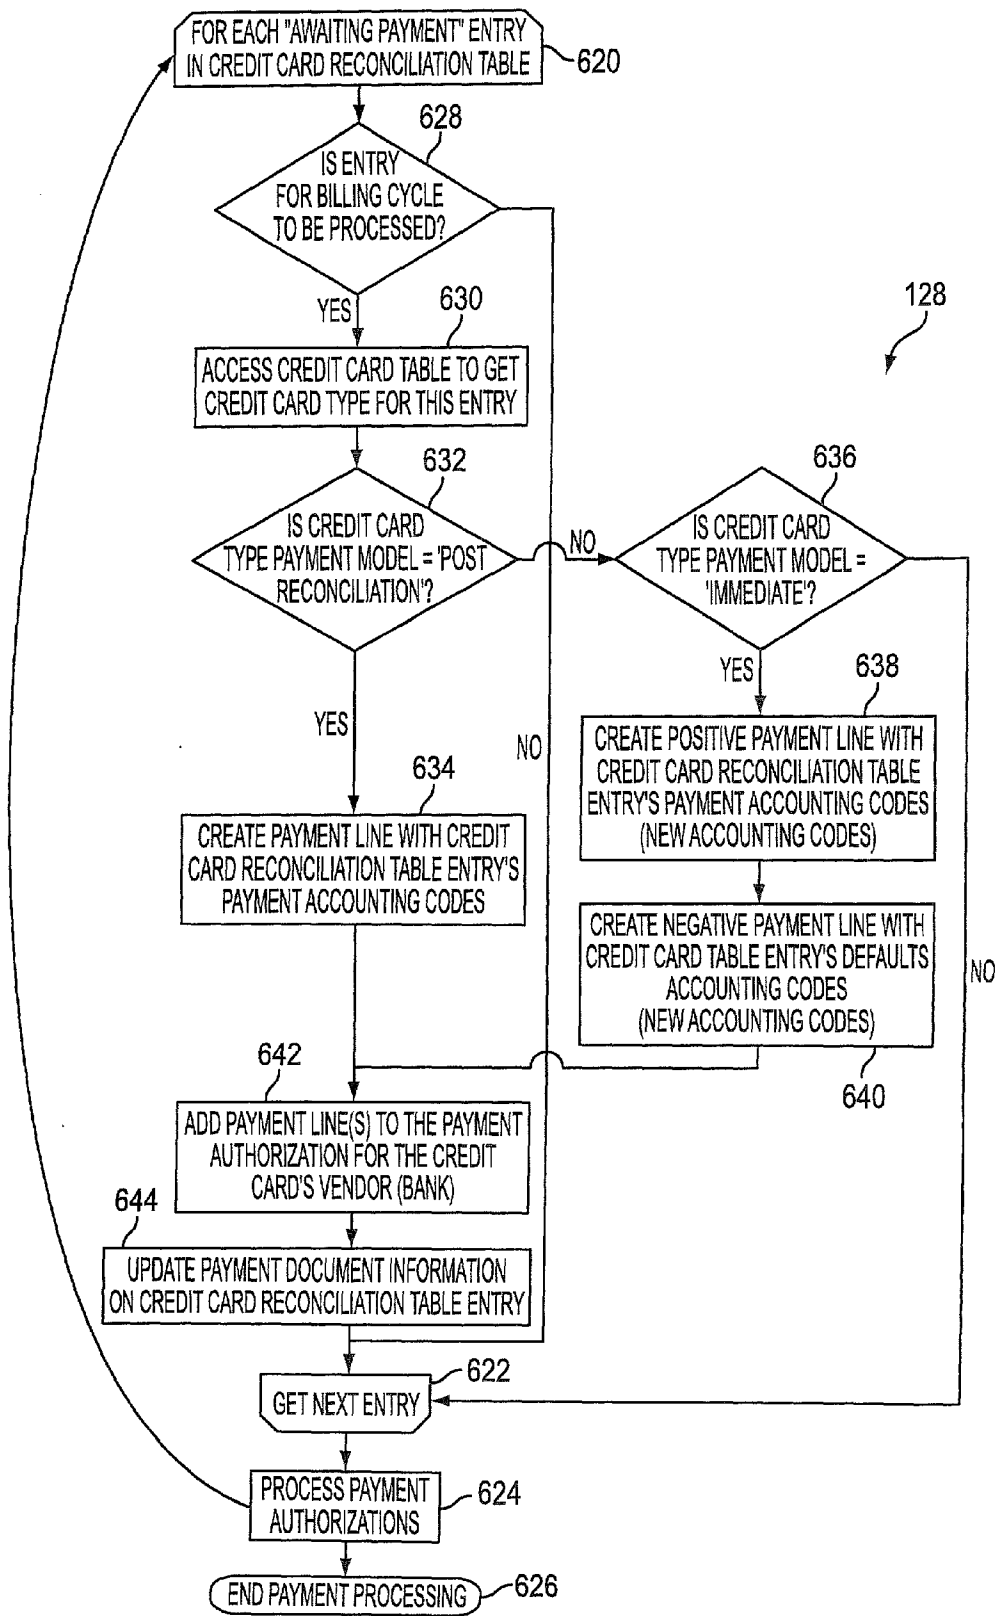 FOR EACH "AWAITING PAYMENT" ENTRY
IN CREDIT CARD RECONCILIATION TABLE
620
628
IS ENTRY
FOR BILLING CYCLE
TO BE PROCESSED?
YES
630
128
ACCESS CREDIT CARD TABLE TO GET
CREDIT CARD TYPE FOR THIS ENTRY
632
636
IS CREDIT CARD
TYPE PAYMENT MODEL = 'POST
RECONCILIATION'?
NO
IS CREDIT CARD
TYPE PAYMENT MODEL =
'IMMEDIATE'?
YES
638
YES
NO
CREATE POSITIVE PAYMENT LINE WITH
CREDIT CARD RECONCILIATION TABLE
ENTRY'S PAYMENT ACCOUNTING CODES
(NEW ACCOUNTING CODES)
634
CREATE PAYMENT LINE WITH CREDIT
CARD RECONCILIATION TABLE ENTRY'S
PAYMENT ACCOUNTING CODES
CREATE NEGATIVE PAYMENT LINE WITH
CREDIT CARD TABLE ENTRY'S DEFAULTS
ACCOUNTING CODES
(NEW ACCOUNTING CODES)
NO
640
642
ADD PAYMENT LINE(S) TO THE PAYMENT
AUTHORIZATION FOR THE CREDIT
CARD'S VENDOR (BANK)
644
UPDATE PAYMENT DOCUMENT INFORMATION
ON CREDIT CARD RECONCILIATION TABLE ENTRY
622
GET NEXT ENTRY
PROCESS PAYMENT
AUTHORIZATIONS
624
END PAYMENT PROCESSING
626